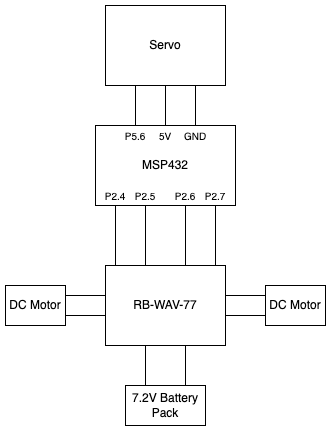 Servo
P5.6 5V GND
MSP432
P2.4 P2.5 P2.6 P2.7
DC Motor RB-WAV-77 DC Motor
7.2V Battery
Pack